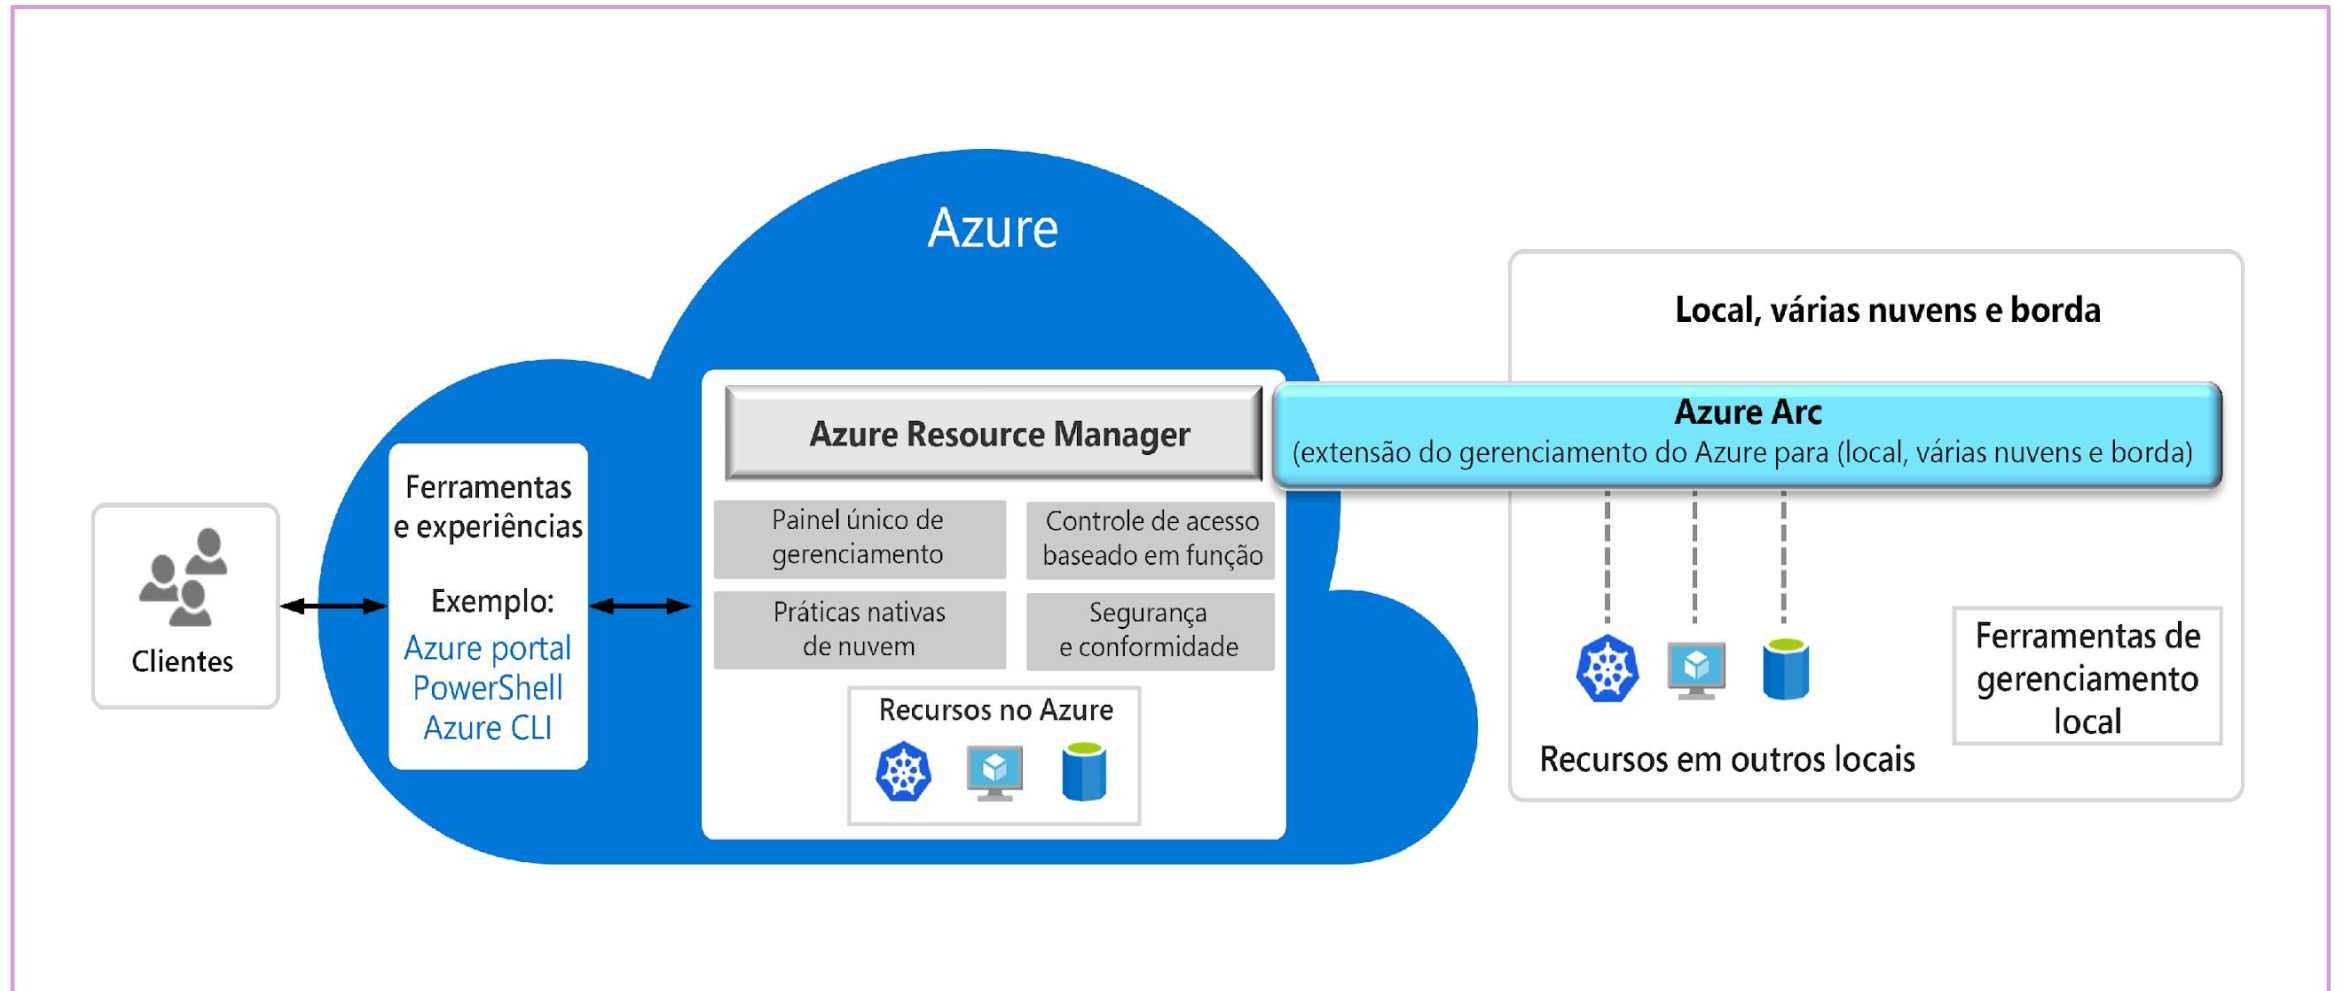 Azure
Clientes
Ferramentas
e experiências
Exemplo:
Azure portal
PowerShell
Azure CLI
Azure Resource Manager
Painel único de
gerenciamento
Controle de acesso
baseado em função
Práticas nativas
de nuvem
Segurança
e conformidade
Recursos no Azure
Local, várias nuvens e borda
Azure Arc
(extensão do gerenciamento do Azure para (local, várias nuvens e borda)
Recursos em outros locais
Ferramentas de
gerenciamento
local